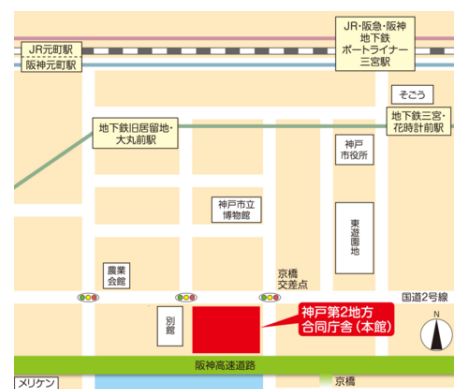 JR・阪急・阪神
地下鉄
ポートライナー
三宮駅
JR元町駅
阪神元町駅
そごう
地下鉄三宮・
花時計前駅
地下鉄旧居留地・
大丸前駅
神戸
市役所
神戸市立
博物館
東遊園地
農業
会館
京橋
交差点
国道2号線
別館
神戸第2地方
合同庁舎（本館）
N
阪神高速道路
メリケン
京橋